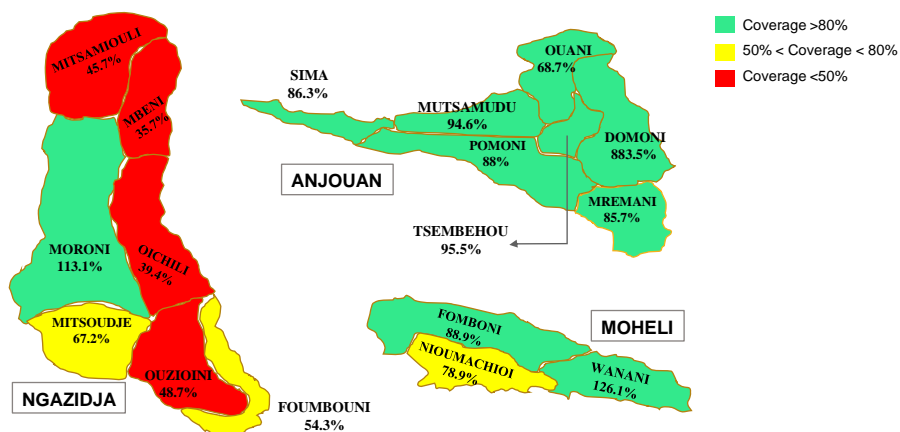 Coverage >80%
50% < Coverage < 80%
Coverage <50%
MITSAMIOULI
45.7%
MBENI
35.7%
MORONI
113.1%
OICHILI
39.4%
MITSOUDJE
67.2%
OUZIOINI
48.7%
FOUMBOUNI
54.3%
NGAZIDJA
SIMA
86.3%
OUANI
68.7%
MUTSAMUDU
94.6%
POMONI
88%
DOMONI
883.5%
MREMANI
85.7%
TSEMBEHOU
95.5%
ANJOUAN
FOMBONI
88.9%
NIOUMACHIOI
78.9%
WANANI
126.1%
MOHELI